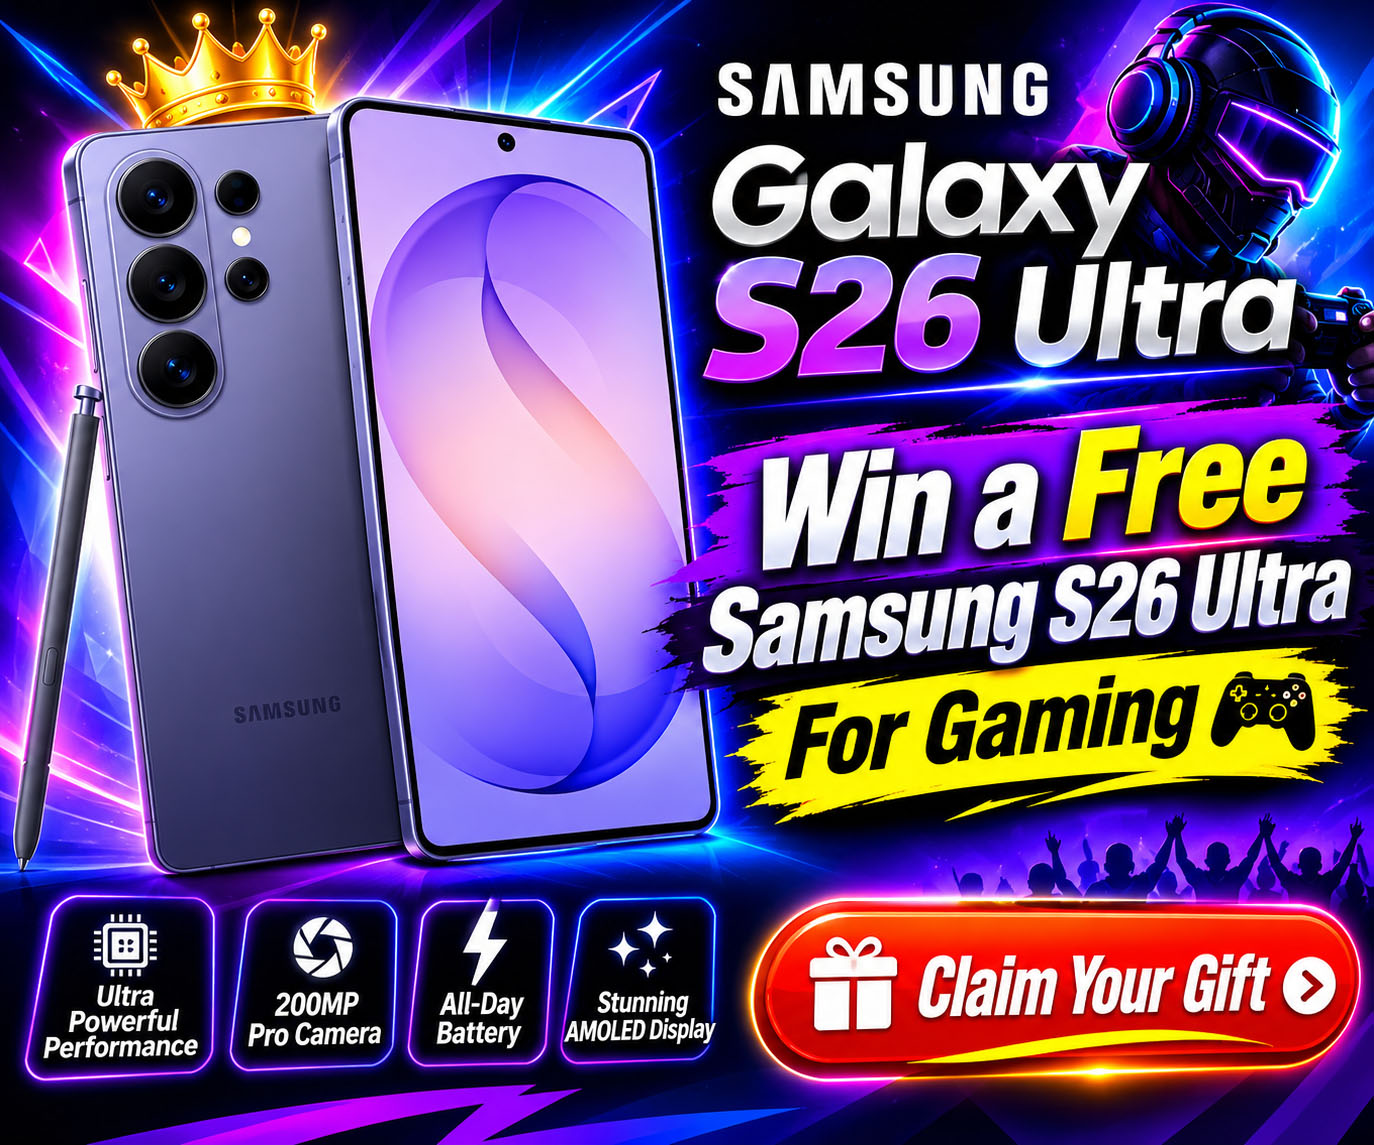 SAMSUNG
Galaxy
S26 Ultra
Win a Free
Samsung S26 Ultra
For Gaming
SAMSUNG
Ultra
Powerful
Performance
200MP
Pro Camera
All-Day
Battery
Stunning
AMOLED Display
Claim Your Gift